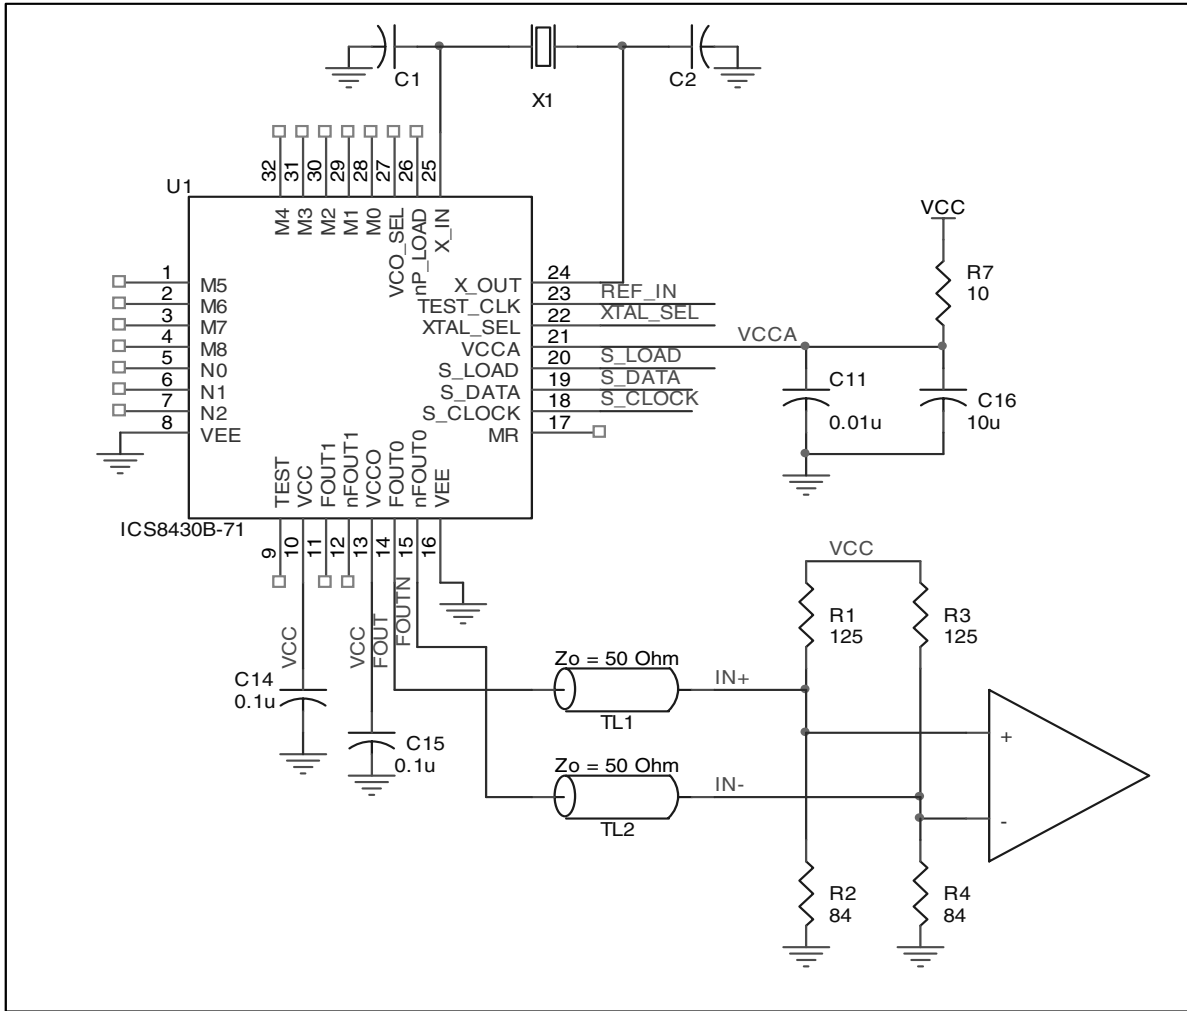 C1
C2
X1
32
31
30
29
28
27
26
25
U1
M4
M3
M2
M1
M0
VCO_SEL
nP_LOAD
X_IN
VCC
R7
10
1
2
3
4
5
6
7
8
M5
M6
M7
M8
N0
N1
N2
VEE
X_OUT
TEST_CLK
XTAL_SEL
VCCA
S_LOAD
S_DATA
S_CLOCK
MR
24
23
22
21
20
19
18
17
REF_IN
XTAL_SEL
VCCA
S_LOAD
S_DATA
S_CLOCK
C11
0.01u
C16
10u
TEST
VCC
FOUT1
nFOUT1
VCCO
FOUT0
nFOUT0
VEE
ICS8430B-71
9
10
11
12
13
14
15
16
VCC
VCC
FOUT
FOUTN
C14
0.1u
C15
0.1u
VCC
R1
125
R3
125
Zo = 50 Ohm
TL1
IN+
Zo = 50 Ohm
TL2
IN-
+
-
R2
84
R4
84